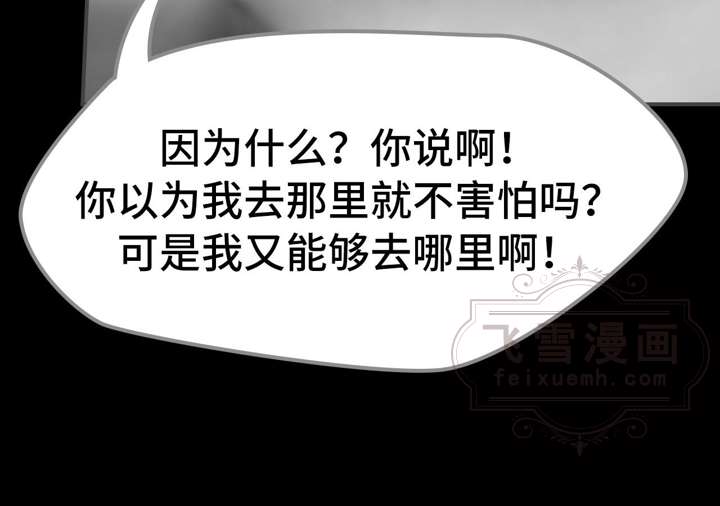 因为什么？你说啊！
你以为我去那里就不害怕吗？
可是我又能够去哪里啊！
飞雪漫画
feixuemh.com